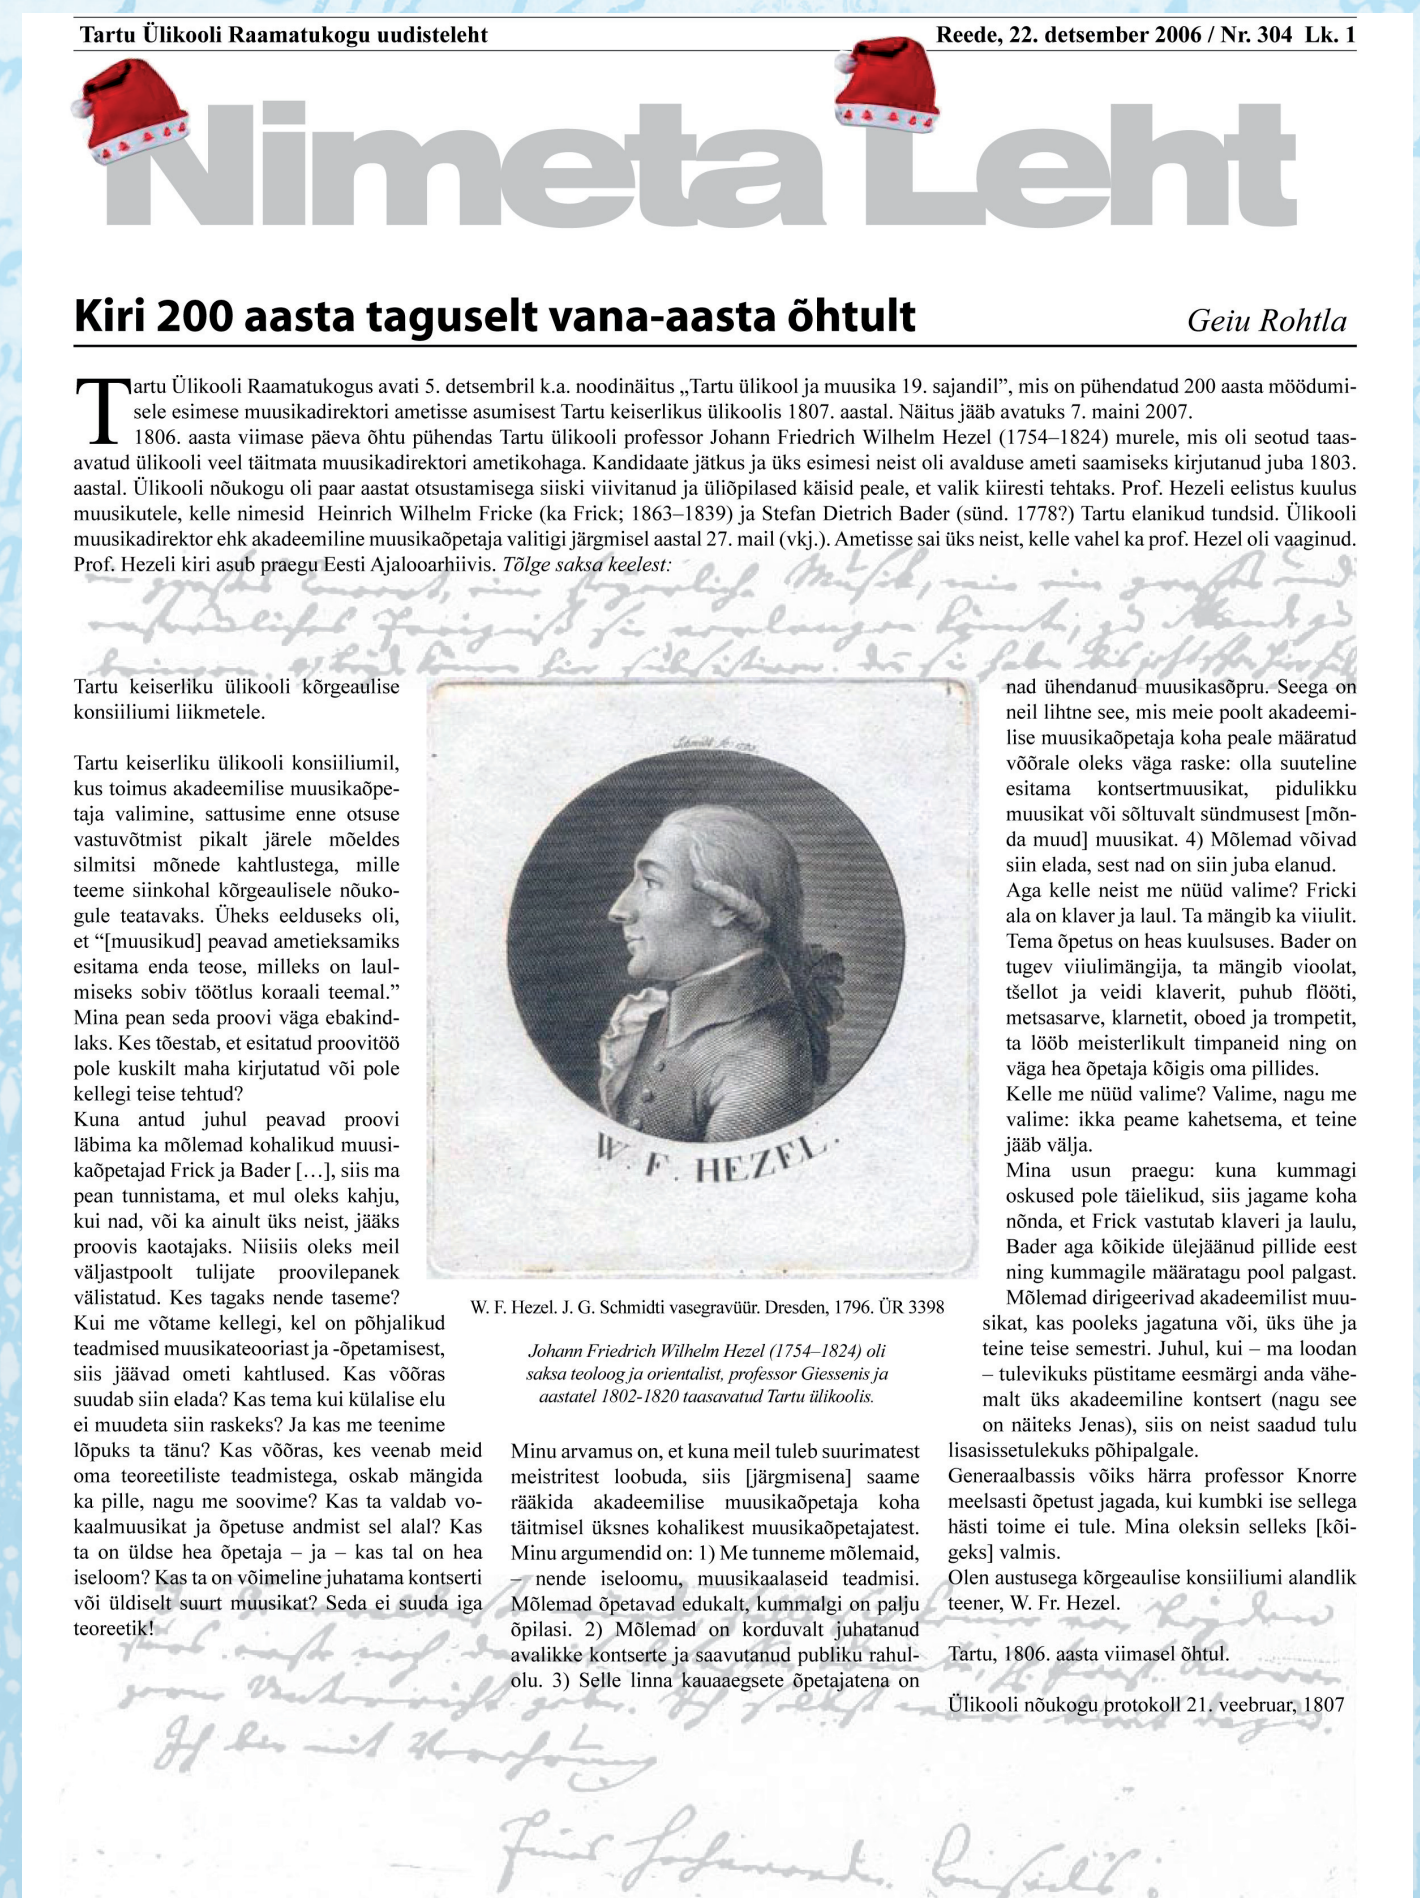 Tartu Ülikooli Raamatukogu uudisteleht
Reede, 22. detsember 2006 / Nr. 304 Lk. 1
Nimeta Leht
Kiri 200 aasta taguselt vana-aasta õhtult
Geiu Rohtla
Tartu Ülikooli Raamatukogus avati 5. detsembril k.a. noodinäitus „Tartu ülikool ja muusika 19. sajandil”, mis on pühendatud 200 aasta möödumi-
sele esimese muusikadirektori ametisse asumisest Tartu keiserlikus ülikoolis 1807. aastal. Näitus jääb avatuks 7. maini 2007.
1806. aasta viimase päeva õhtu pühendas Tartu ülikooli professor Johann Friedrich Wilhelm Hezel (1754–1824) murele, mis oli seotud taas-
avatud ülikooli veel täitmata muusikadirektori ametikohaga. Kandidaate jätkus ja üks esimesi neist oli avalduse ameti saamiseks kirjutanud juba 1803.
aastal. Ülikooli nõukogu oli paar aastat otsustamisega siiski viivitanud ja üliõpilased käisid peale, et valik kiiresti tehtaks. Prof. Hezeli eelistus kuulus
muusikutele, kelle nimesid Heinrich Wilhelm Fricke (ka Frick; 1863–1839) ja Stefan Dietrich Bader (sünd. 1778?) Tartu elanikud tundsid. Ülikooli
muusikadirektor ehk akadeemiline muusikaõpetaja valitigi järgmisel aastal 27. mail (vkj.). Ametisse sai üks neist, kelle vahel ka prof. Hezel oli vaaginud.
Prof. Hezeli kiri asub praegu Eesti Ajalooarhiivis. Tõlge saksa keelest:
Tartu keiserliku ülikooli kõrgeaulise
konsiiliumi liikmetele.
Tartu keiserliku ülikooli konsiiliumil,
kus toimus akadeemilise muusikaõpe-
taja valimine, sattusime enne otsuse
vastuvõtmist pikalt järele mõeldes
silmitsi mõnede kahtlustega, mille
teeme siinkohal kõrgeaulisele nõuko-
gule teatavaks. Üheks eelduseks oli,
et “[muusikud] peavad ametieksamiks
esitama enda teose, milleks on laul-
miseks sobiv töötlus koraali teemal.”
Mina pean seda proovi väga ebakind-
laks. Kes tõestab, et esitatud proovitöö
pole kuskilt maha kirjutatud või pole
kellegi teise tehtud?
Kuna antud juhul peavad proovi
läbima ka mõlemad kohalikud muusi-
kaõpetajad Frick ja Bader […], siis ma
pean tunnistama, et mul oleks kahju,
kui nad, või ka ainult üks neist, jääks
proovis kaotajaks. Niisiis oleks meil
väljastpoolt tulijate proovilepanek
välistatud. Kes tagaks nende taseme?
Kui me võtame kellegi, kel on põhjalikud
teadmised muusikateooriast ja -õpetamisest,
siis jäävad ometi kahtlused. Kas võõras
suudab siin elada? Kas tema kui külalise elu
ei muudeta siin raskeks? Ja kas me teenime
lõpuks ta tänu? Kas võõras, kes veenab meid
oma teoreetiliste teadmistega, oskab mängida
ka pille, nagu me soovime? Kas ta valdab vo-
kaalmuusikat ja õpetuse andmist sel alal? Kas
ta on üldse hea õpetaja – ja – kas tal on hea
iseloom? Kas ta on võimeline juhatama kontserti
või üldiselt suurt muusikat? Seda ei suuda iga
teoreetik!
W. F. HEZEL.
W. F. Hezel. J. G. Schmidti vasegravüür. Dresden, 1796. ÜR 3398
Johann Friedrich Wilhelm Hezel (1754–1824) oli
saksa teoloog ja orientalist, professor Giessenis ja
aastatel 1802-1820 taasavatud Tartu ülikoolis.
Minu arvamus on, et kuna meil tuleb suurimatest
meistritest loobuda, siis [järgmisena] saame
rääkida akadeemilise muusikaõpetaja koha
täitmisel üksnes kohalikest muusikaõpetajatest.
Minu argumendid on: 1) Me tunneme mõlemaid,
– nende iseloomu, muusikaalaseid teadmisi.
Mõlemad õpetavad edukalt, kummalgi on palju
õpilasi. 2) Mõlemad on korduvalt juhatanud
avalikke kontserte ja saavutanud publiku rahul-
olu. 3) Selle linna kauaaegsete õpetajatena on
nad ühendanud muusikasõpru. Seega on
neil lihtne see, mis meie poolt akadeemi-
lise muusikaõpetaja koha peale määratud
võõrale oleks väga raske: olla suuteline
esitama kontsertmuusikat, pidulikku
muusikat või sõltuvalt sündmusest [mõn-
da muud] muusikat. 4) Mõlemad võivad
siin elada, sest nad on siin juba elanud.
Aga kelle neist me nüüd valime? Fricki
ala on klaver ja laul. Ta mängib ka viiulit.
Tema õpetus on heas kuulsuses. Bader on
tugev viiulimängija, ta mängib vioolat,
tšellot ja veidi klaverit, puhub flööti,
metsasarve, klarnetit, oboed ja trompetit,
ta lööb meisterlikult timpaneid ning on
väga hea õpetaja kõigis oma pillides.
Kelle me nüüd valime? Valime, nagu me
valime: ikka peame kahetsema, et teine
jääb välja.
Mina usun praegu: kuna kummagi
oskused pole täielikud, siis jagame koha
nõnda, et Frick vastutab klaveri ja laulu,
Bader aga kõikide ülejäänud pillide eest
ning kummagile määratagu pool palgast.
Mõlemad dirigeerivad akadeemilist muu-
sikat, kas pooleks jagatuna või, üks ühe ja
teine teise semestri. Juhul, kui – ma loodan
– tulevikuks püstitame eesmärgi anda vähe-
malt üks akadeemiline kontsert (nagu see
on näiteks Jenas), siis on neist saadud tulu
lisasissetulekuks põhipalgale.
Generaalbassis võiks härra professor Knorre
meelsasti õpetust jagada, kui kumbki ise sellega
hästi toime ei tule. Mina oleksin selleks [kõi-
geks] valmis.
Olen austusega kõrgeaulise konsiiliumi alandlik
teener, W. Fr. Hezel.
Tartu, 1806. aasta viimasel õhtul.
Ülikooli nõukogu protokoll 21. veebruar, 1807